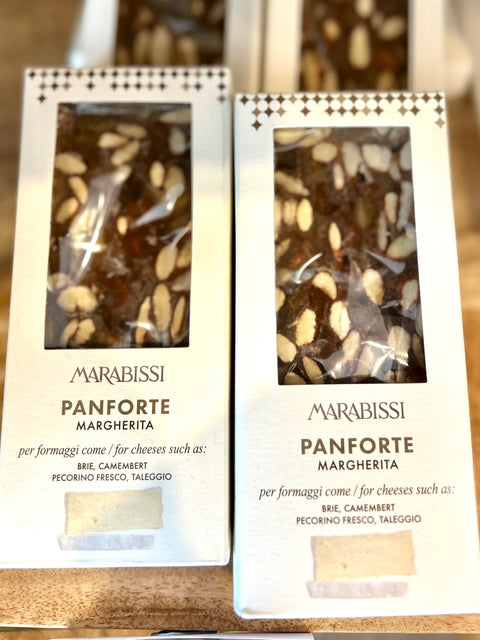 MARABISSI
PANFORTE
MARGHERITA
per formaggi come / for cheeses such as:
BRIE, CAMEMBERT
PECORINO FRESCO, TALEGGIO
MARABISSI
PANFORTE
MARGHERITA
per formaggi come / for cheeses such as:
BRIE, CAMEMBERT
PECORINO FRESCO, TALEGGIO